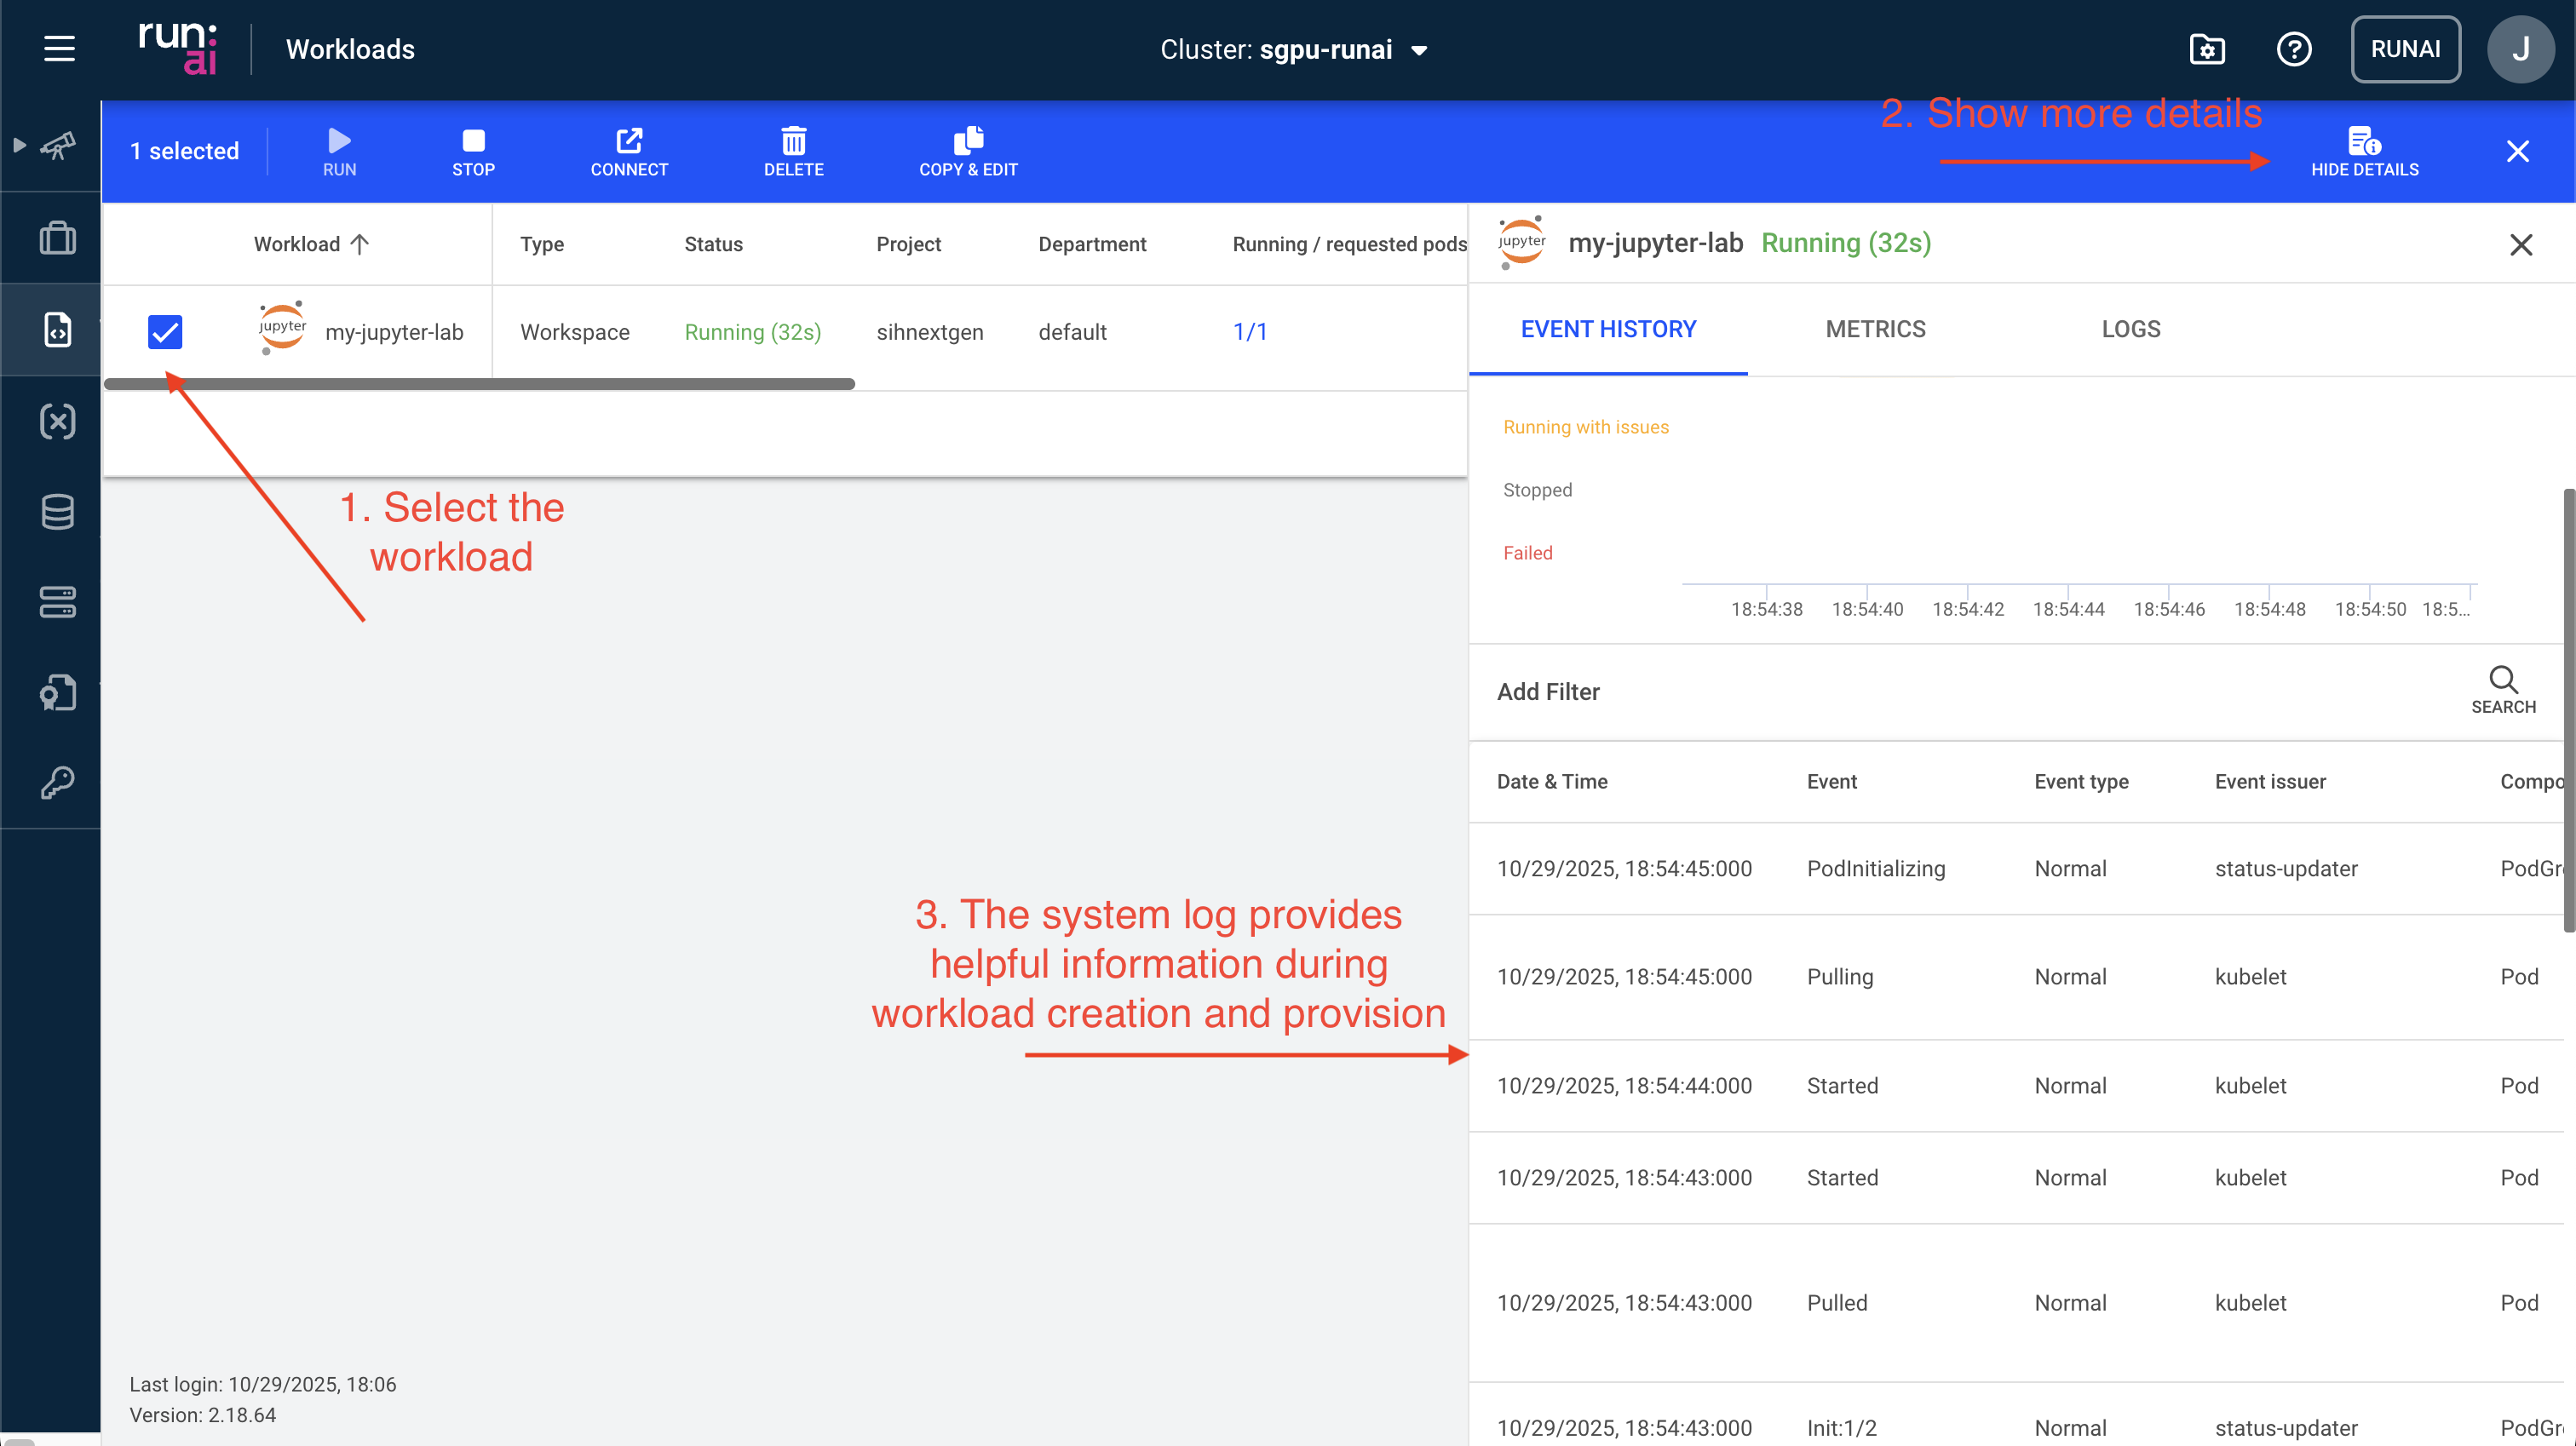 run:
ai
Workloads
Cluster: sgpu-runai
RUNAI
J
2. Show more details
1 selected
RUN
STOP
CONNECT
DELETE
COPY & EDIT
HIDE DETAILS
Workload
Type
Status
Project
Department
Running / requested pods
jupyter
my-jupyter-lab
Workspace
Running (32s)
sihnextgen
default
1/1
1. Select the
workload
3. The system log provides
helpful information during
workload creation and provision
jupyter
my-jupyter-lab Running (32s)
EVENT HISTORY
METRICS
LOGS
Running with issues
Stopped
Failed
18:54:38 18:54:40 18:54:42 18:54:44 18:54:46 18:54:48 18:54:50 18:5...
Add Filter
SEARCH
Date & Time Event Event type Event issuer Compo
10/29/2025, 18:54:45:000 PodInitializing Normal status-updater PodGr
10/29/2025, 18:54:45:000 Pulling Normal kubelet Pod
10/29/2025, 18:54:44:000 Started Normal kubelet Pod
10/29/2025, 18:54:43:000 Started Normal kubelet Pod
10/29/2025, 18:54:43:000 Pulled Normal kubelet Pod
10/29/2025, 18:54:43:000 Init:1/2 Normal status-updater PodGr
Last login: 10/29/2025, 18:06
Version: 2.18.64